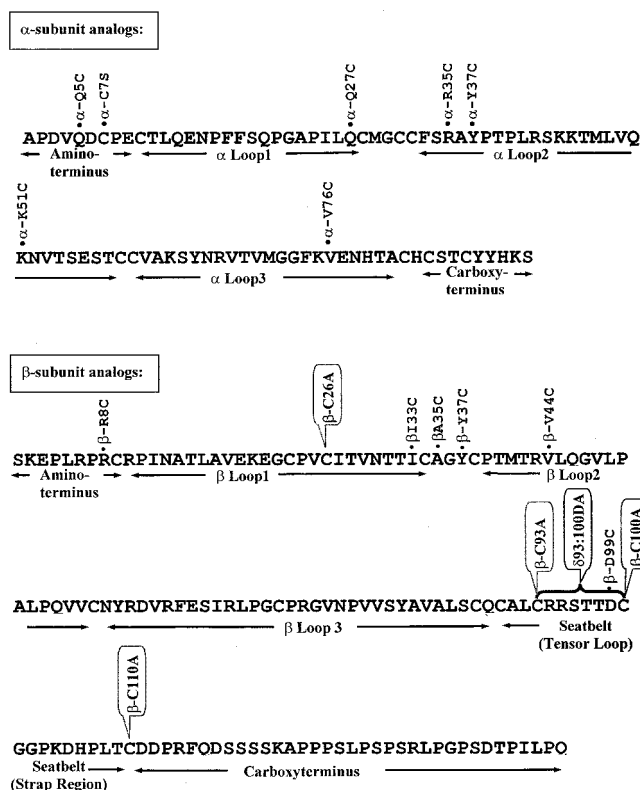 α-subunit analogs:
•α-Q5C
•α-C7S
•α-Q27C
•α-R35C
•α-Y37C
APDVQDCPECTLQENPFFSQPGAPILQCMGCCFSRAYPTPLRSKKTMLVQ
Amino-
terminus
α Loop1
α Loop2
•α-K51C
•α-V76C
KNVTSESTCCVAKSYNRVTVMGGFKVENHTACHCSTCYYHKS
α Loop3
Carboxy-
terminus
β-subunit analogs:
•β-R8C
β-C26A
•βI33C
•βA35C
•β-Y37C
•β-V44C
SKEPLRPRCRPINATLAVEKEGCPVCITVNTTICAGYCPTMTRVLQGVLP
Amino-
terminus
β Loop1
β Loop2
β-C93A
δ93:100DA
•β-D99C
β-C100A
ALPQVVCNYRDVRFESIRLPGCPRGVNPVVSYAVALSCQCALCRRSTTDC
β Loop 3
Seatbelt
(Tensor Loop)
β-C110A
GGPKDHPLTCDDPRFQDSSSSKAPPPSLPSPSRLPGPSDTPILPQ
Seatbelt
(Strap Region)
Carboxyterminus